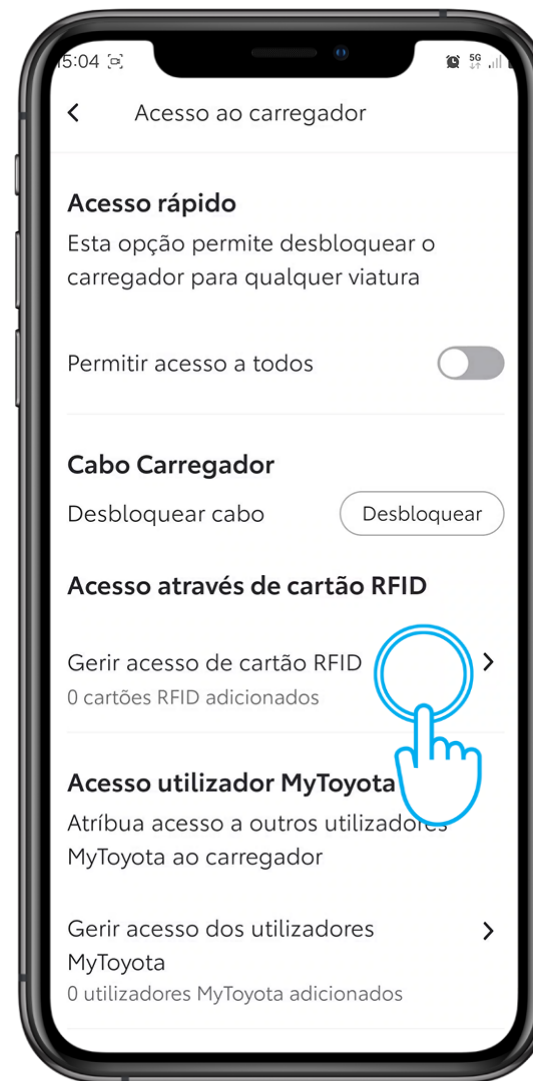 15:04
5G
Acesso ao carregador
Acesso rápido
Esta opção permite desbloquear o
carregador para qualquer viatura
Permitir acesso a todos
Cabo Carregador
Desbloquear cabo
Desbloquear
Acesso através de cartão RFID
Gerir acesso de cartão RFID
0 cartões RFID adicionados
Acesso utilizador MyToyota
Atríbua acesso a outros utilizadores
MyToyota ao carregador
Gerir acesso dos utilizadores
MyToyota
0 utilizadores MyToyota adicionados